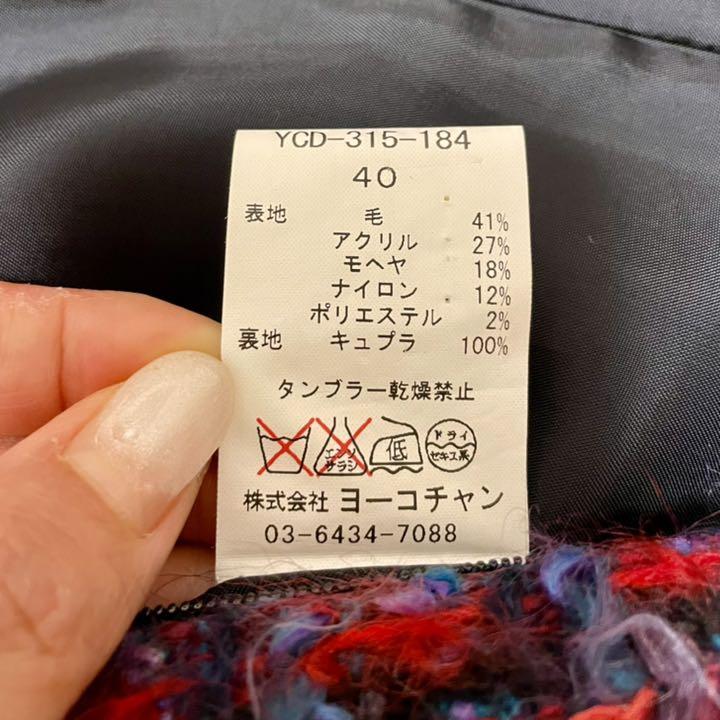 YCD-315-184
40
表地 毛 41%
アクリル 27%
モヘヤ 18%
ナイロン 12%
ポリエステル 2%
裏地 キュプラ 100%
タンブラー乾燥禁止
エンソ サラシ 低 ドライ セキユ系
株式会社 ヨーコチャン
03-6434-7088